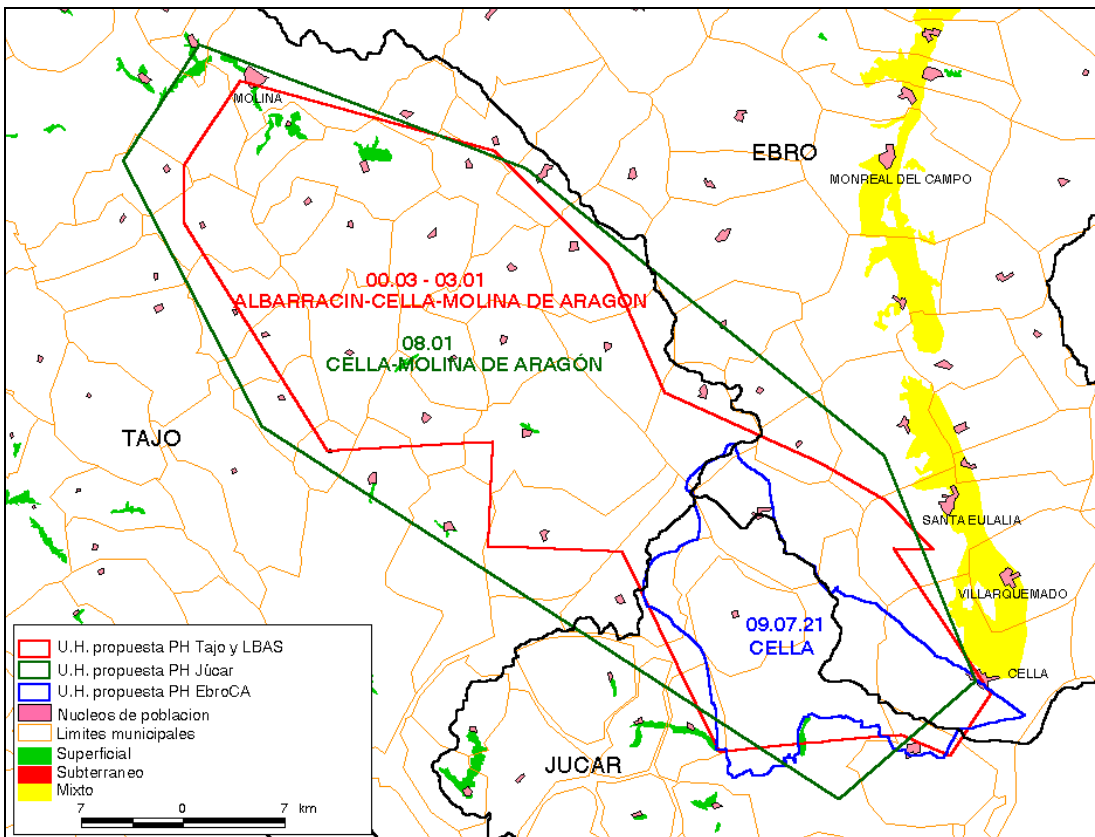 MOLINA
EBRO
MONREAL DEL CAMPO
00.03 - 03.01
ALBARRACIN-CELLA-MOLINA DE ARAGON
08.01
CELLA-MOLINA DE ARAGÓN
TAJO
SANTA EULALIA
VILLARQUEMADO
09.07.21
CELLA
CELLA
JUCAR
U.H. propuesta PH Tajo y LBAS
U.H. propuesta PH Júcar
U.H. propuesta PH EbroCA
Nucleos de poblacion
Limites municipales
Superficial
Subterraneo
Mixto
7 0 7 km